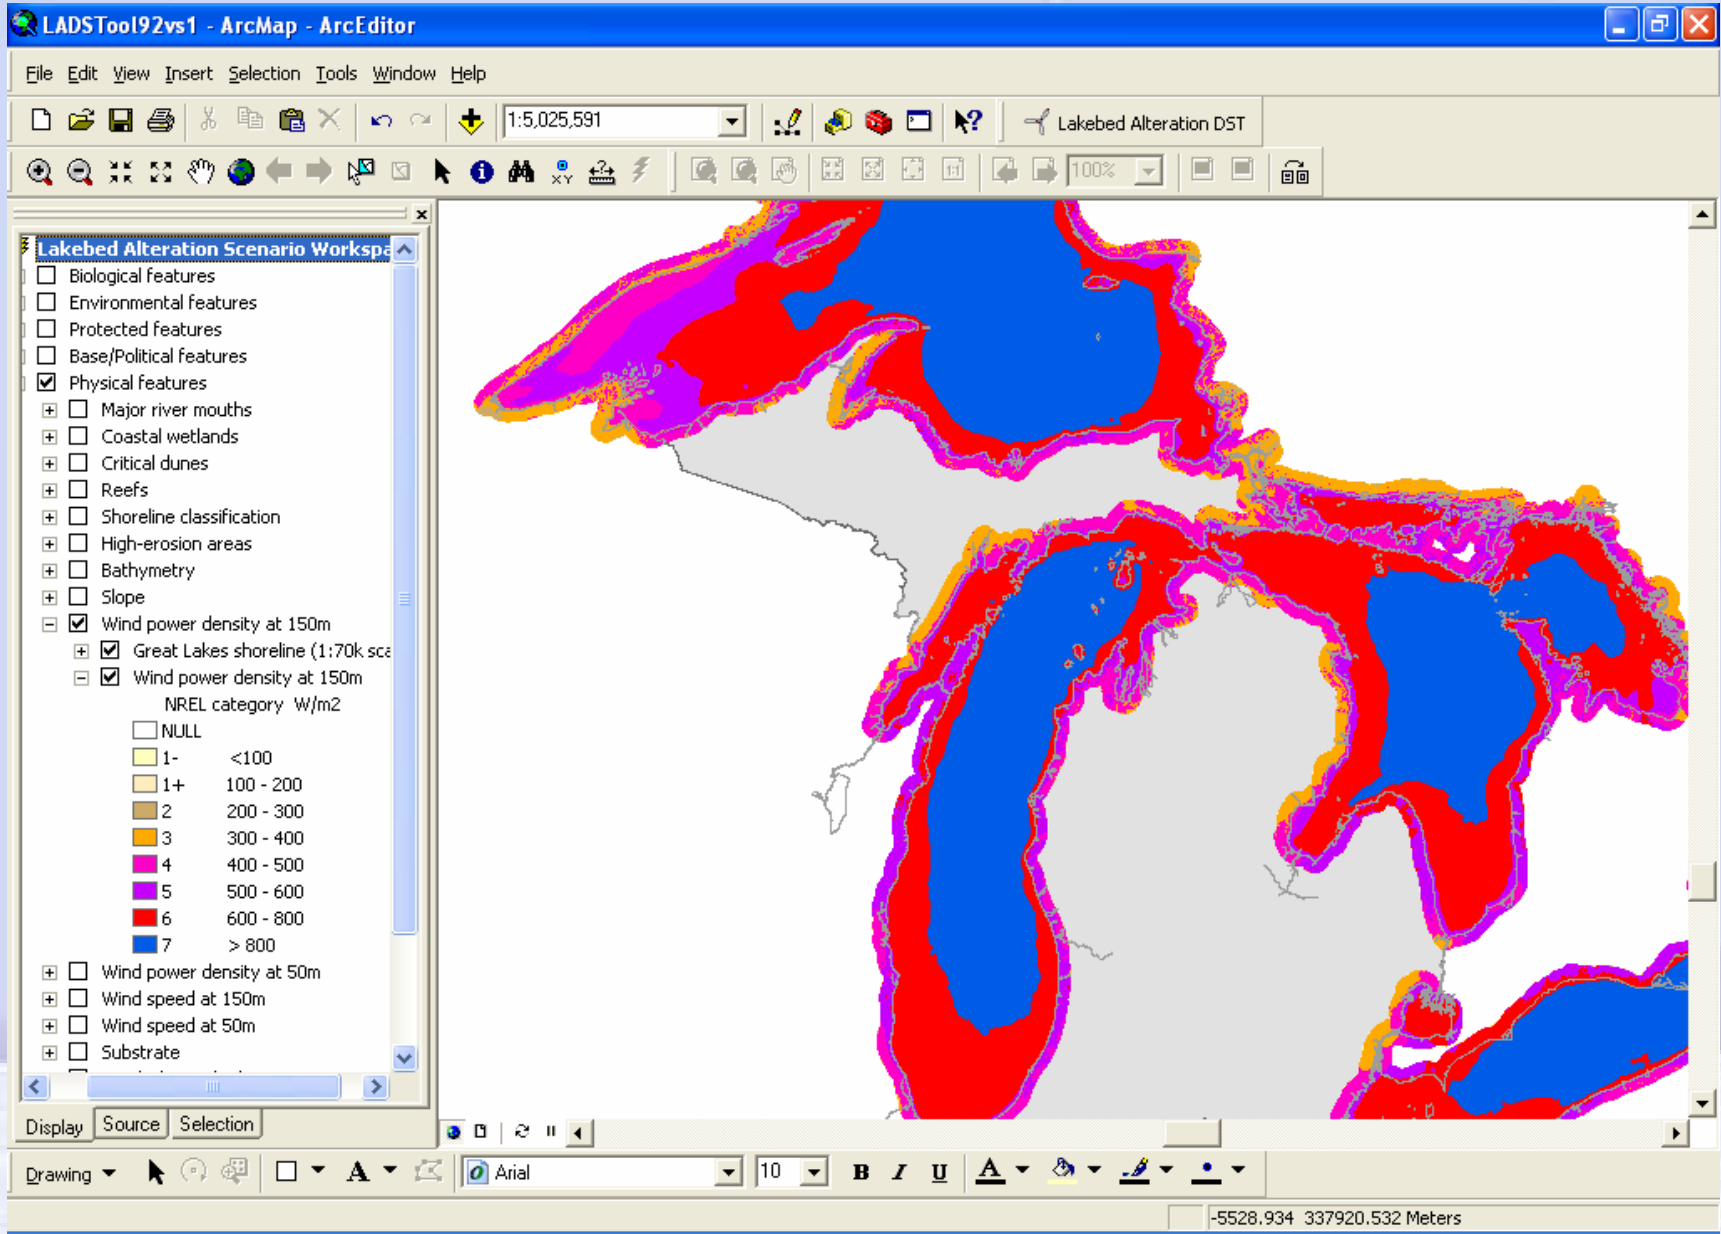 LADSTool92vs1 - ArcMap - ArcEditor
File Edit View Insert Selection Tools Window Help
1:5,025,591
Lakebed Alteration DST
100%
Lakebed Alteration Scenario Workspa
Biological features
Environmental features
Protected features
Base/Political features
Physical features
Major river mouths
Coastal wetlands
Critical dunes
Reefs
Shoreline classification
High-erosion areas
Bathymetry
Slope
Wind power density at 150m
Great Lakes shoreline (1:70k sca
Wind power density at 150m
NREL category W/m2
NULL
1- <100
1+ 100 - 200
2 200 - 300
3 300 - 400
4 400 - 500
5 500 - 600
6 600 - 800
7 > 800
Wind power density at 50m
Wind speed at 150m
Wind speed at 50m
Substrate
Display Source Selection
Drawing A Arial 10 B I U A
-5528.934 337920.532 Meters